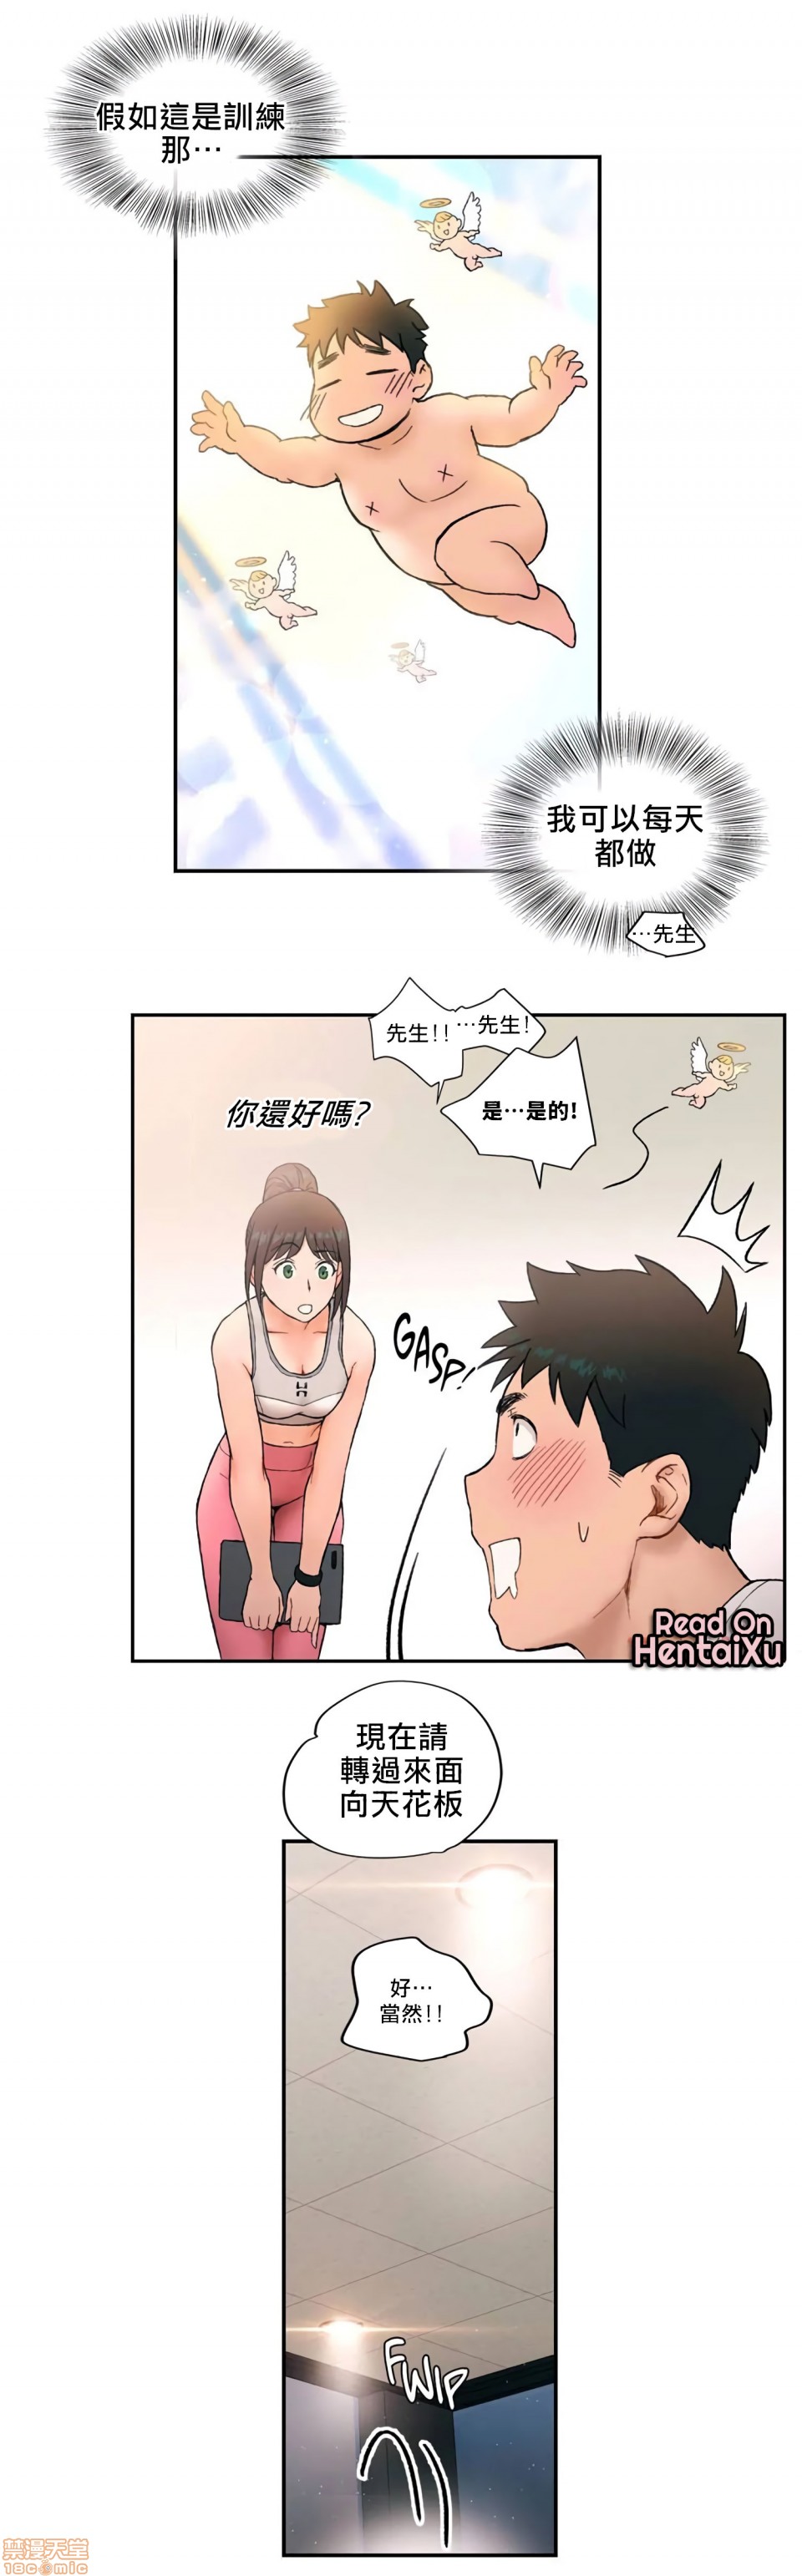 假如這是訓練
那…
我可以每天
都做
…先生
先生!!
…先生!
你還好嗎?
是…是的!
GASP!
Read On
HentaiXu
現在請
轉過來面
向天花板
好…
當然!!
FWIP
禁漫天堂
18comic